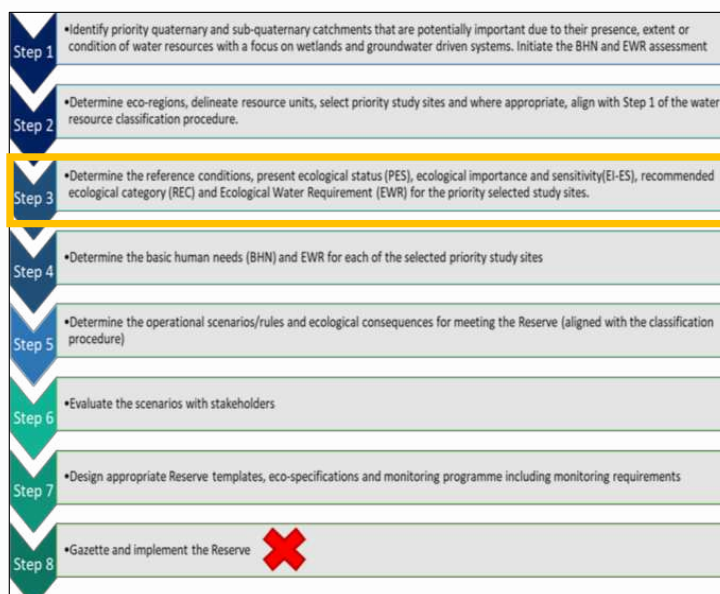 Step 1
•Identify priority quaternary and sub-quaternary catchments that are potentially important due to their presence, extent or
condition of water resources with a focus on wetlands and groundwater driven systems. Initiate the BHN and EWR assessment
Step 2
•Determine eco-regions, delineate resource units, select priority study sites and where appropriate, align with Step 1 of the water
resource classification procedure.
Step 3
•Determine the reference conditions, present ecological status (PES), ecological importance and sensitivity(EI-ES), recommended
ecological category (REC) and Ecological Water Requirement (EWR) for the priority selected study sites.
Step 4
•Determine the basic human needs (BHN) and EWR for each of the selected priority study sites
Step 5
•Determine the operational scenarios/rules and ecological consequences for meeting the Reserve (aligned with the classification
procedure)
Step 6
•Evaluate the scenarios with stakeholders
Step 7
•Design appropriate Reserve templates, eco-specifications and monitoring programme including monitoring requirements
Step 8
•Gazette and implement the Reserve